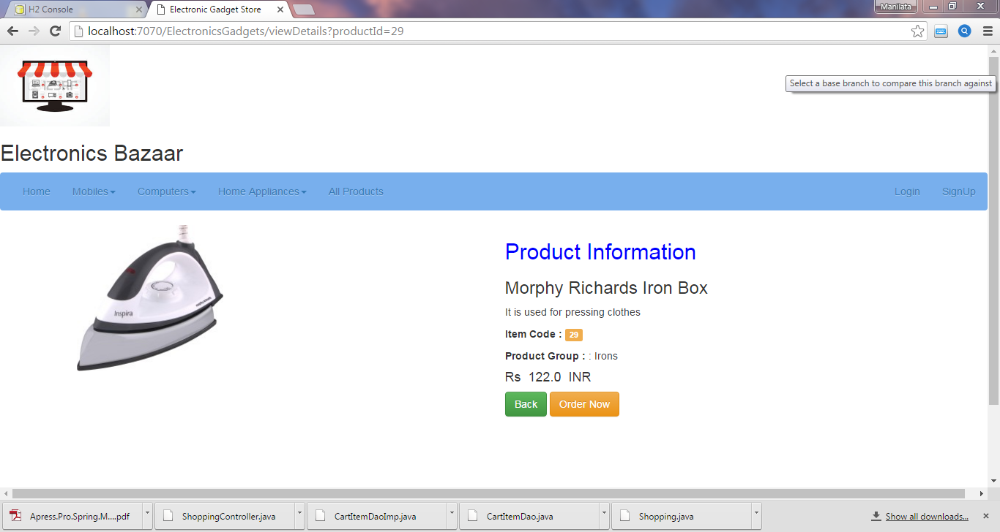 H2 Console
Electronic Gadget Store
Manilata
localhost:7070/ElectronicsGadgets/viewDetails?productId=29
Select a base branch to compare this branch against
Electronics Bazaar
Home Mobiles Computers Home Appliances All Products Login SignUp
Inspira
Product Information
Morphy Richards Iron Box
It is used for pressing clothes
Item Code : 29
Product Group : : Irons
Rs 122.0 INR
Back Order Now
Apress.Pro.Spring.M....pdf ShoppingController.java CartItemDaoImp.java CartItemDao.java Shopping.java Show all downloads...